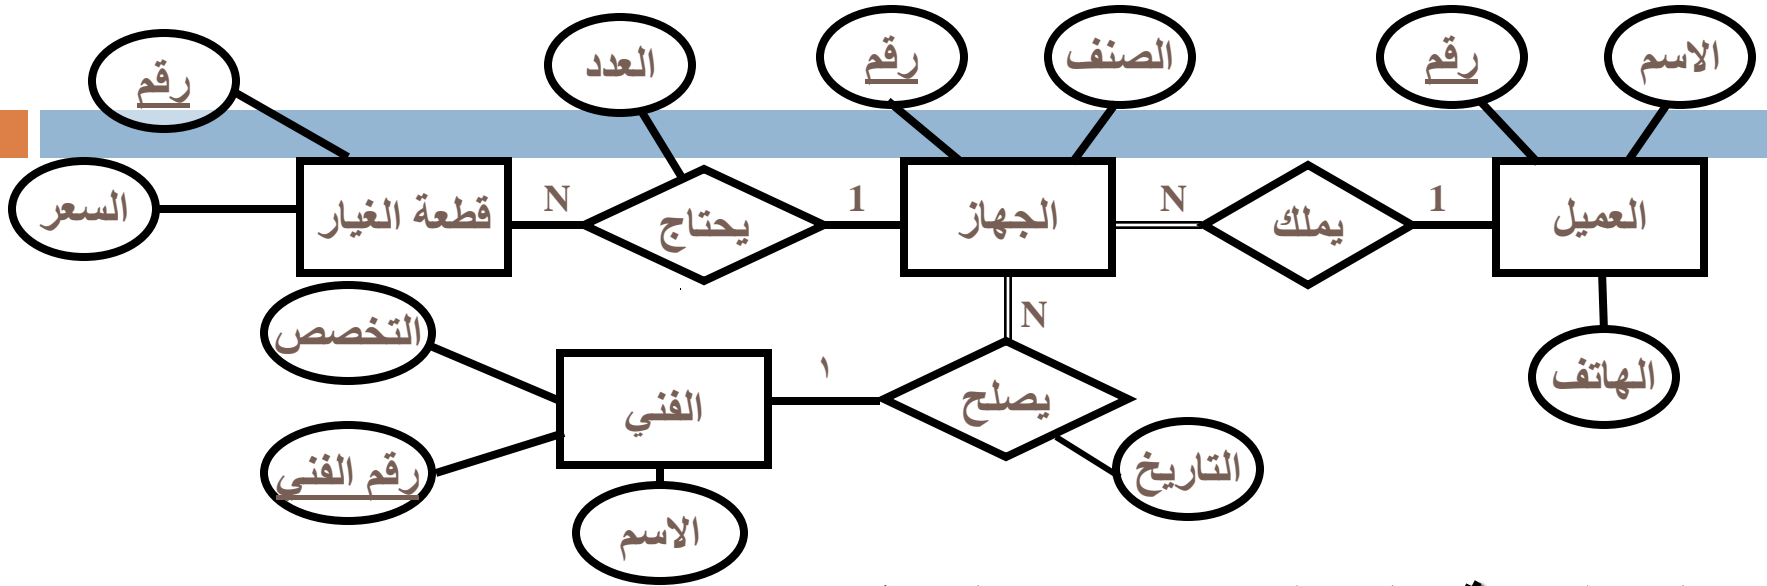 الاسم
رقم
الصنف
رقم
العدد
رقم
العميل
1
يملك
N
الجهاز
1
يحتاج
N
قطعة الغيار
السعر
الهاتف
N
يصلح
١
الفني
التخصص
رقم الفني
الاسم
التاريخ